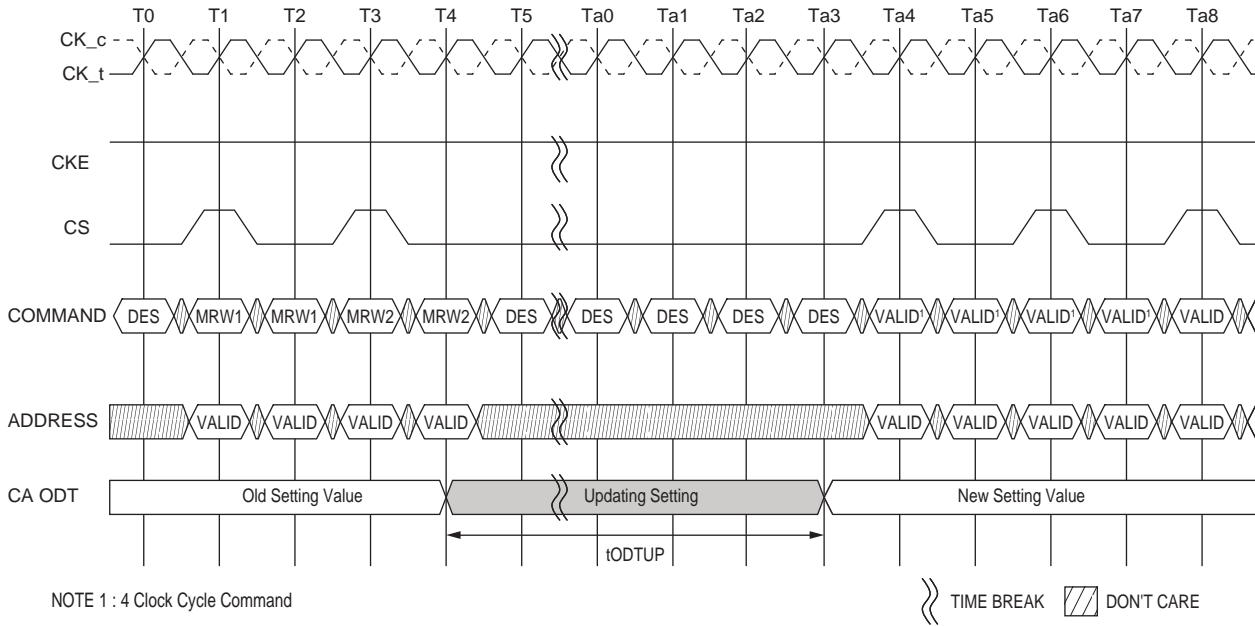 T0 T1 T2 T3 T4 T5 Ta0 Ta1 Ta2 Ta3 Ta4 Ta5 Ta6 Ta7 Ta8
CK_c
CK_t
CKE
CS
COMMAND DES MRW1 MRW1 MRW2 MRW2 DES DES DES DES DES VALID¹ VALID¹ VALID¹ VALID¹ VALID
ADDRESS VALID VALID VALID VALID VALID VALID VALID VALID VALID
CA ODT Old Setting Value Updating Setting New Setting Value
tODTUP
NOTE 1 : 4 Clock Cycle Command TIME BREAK DON'T CARE